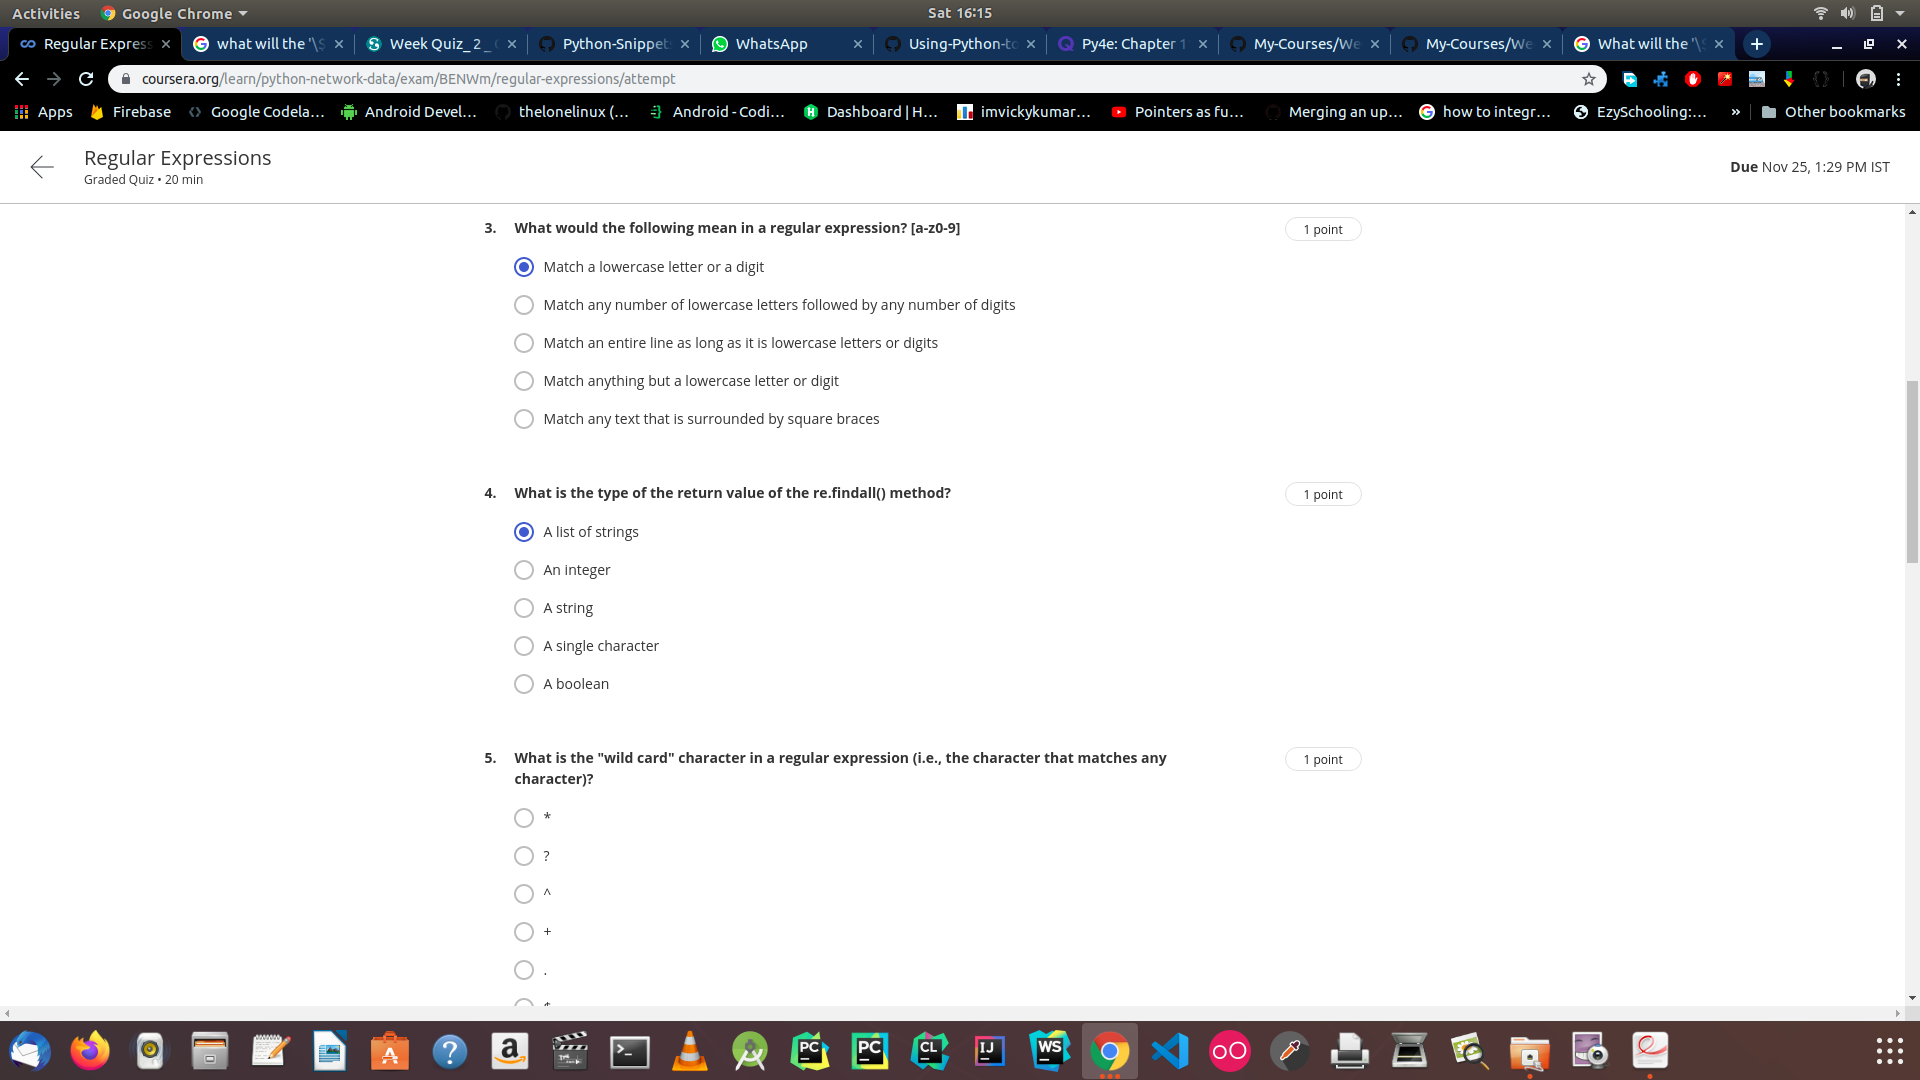 Activities Google Chrome Sat 16:15
Regular Express what will the '\S Week Quiz_ 2 _ Python-Snippet WhatsApp Using-Python-to Py4e: Chapter 1 My-Courses/We My-Courses/We What will the '\S
coursera.org/learn/python-network-data/exam/BENWm/regular-expressions/attempt
Apps Firebase Google Codela... Android Devel... thelonelinux (... Android - Codi... Dashboard | H... imvickykumar... Pointers as fu... Merging an up... how to integr... EzySchooling:... » Other bookmarks
Regular Expressions
Graded Quiz • 20 min
Due Nov 25, 1:29 PM IST
3. What would the following mean in a regular expression? [a-z0-9] 1 point
Match a lowercase letter or a digit
Match any number of lowercase letters followed by any number of digits
Match an entire line as long as it is lowercase letters or digits
Match anything but a lowercase letter or digit
Match any text that is surrounded by square braces
4. What is the type of the return value of the re.findall() method? 1 point
A list of strings
An integer
A string
A single character
A boolean
5. What is the "wild card" character in a regular expression (i.e., the character that matches any 1 point
character)?
*
?
^
+
.
PC PC CL IJ WS